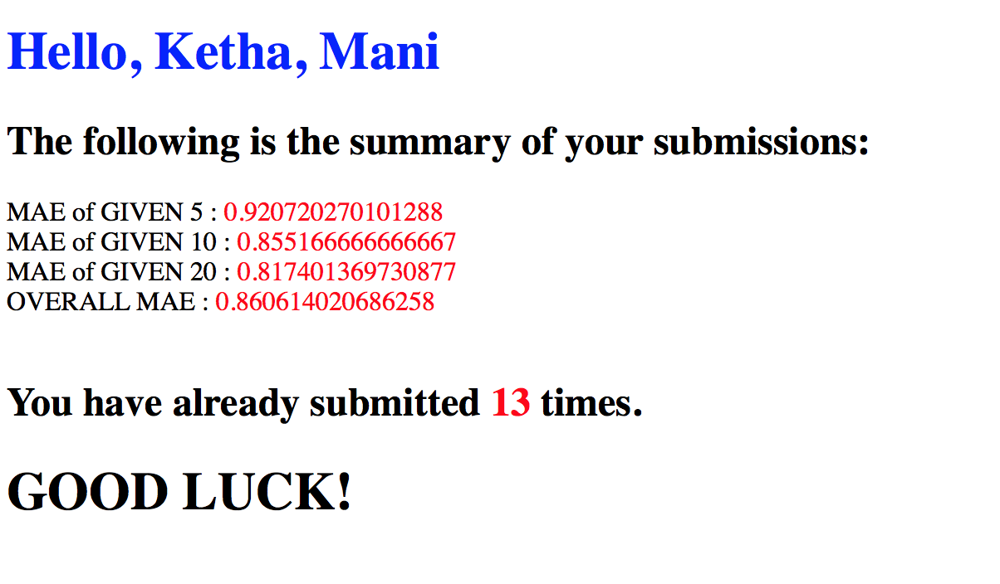 Hello, Ketha, Mani
The following is the summary of your submissions:
MAE of GIVEN 5 : 0.920720270101288
MAE of GIVEN 10 : 0.855166666666667
MAE of GIVEN 20 : 0.817401369730877
OVERALL MAE : 0.860614020686258
You have already submitted 13 times.
GOOD LUCK!